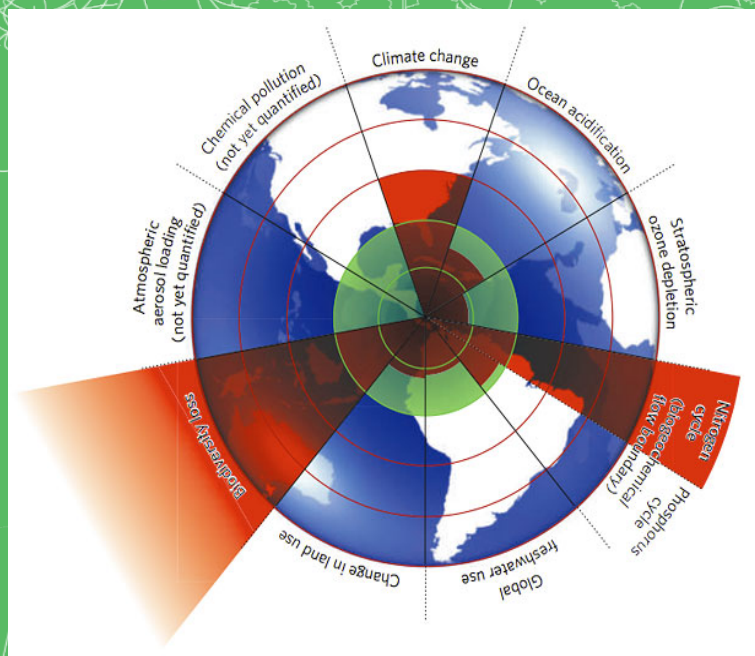 Climate change
Ocean acidification
Stratospheric
ozone depletion
Nitrogen
cycle
(biogeochemical
flow boundary)
Phosphorus
cycle
Global
freshwater use
Change in land use
Biodiversity loss
Atmospheric
aerosol loading
(not yet quantified)
Chemical pollution
(not yet quantified)